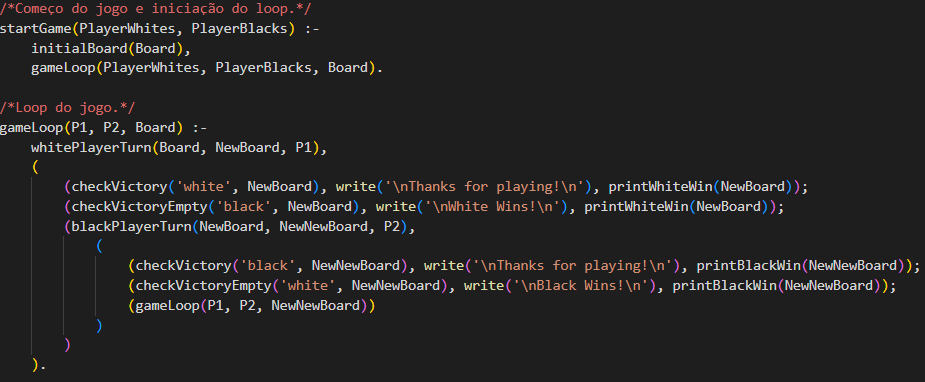 /*Começo do jogo e iniciação do loop.*/
startGame(PlayerWhites, PlayerBlacks) :-
    initialBoard(Board),
    gameLoop(PlayerWhites, PlayerBlacks, Board).

/*Loop do jogo.*/
gameLoop(P1, P2, Board) :-
    whitePlayerTurn(Board, NewBoard, P1),
    (
        (checkVictory('white', NewBoard), write('\nThanks for playing!\n'), printWhiteWin(NewBoard));
        (checkVictoryEmpty('black', NewBoard), write('\nWhite Wins!\n'), printWhiteWin(NewBoard));
        (blackPlayerTurn(NewBoard, NewNewBoard, P2),
            (
                (checkVictory('black', NewNewBoard), write('\nThanks for playing!\n'), printBlackWin(NewNewBoard));
                (checkVictoryEmpty('white', NewNewBoard), write('\nBlack Wins!\n'), printBlackWin(NewNewBoard));
                (gameLoop(P1, P2, NewNewBoard))
            )
        )
    ).